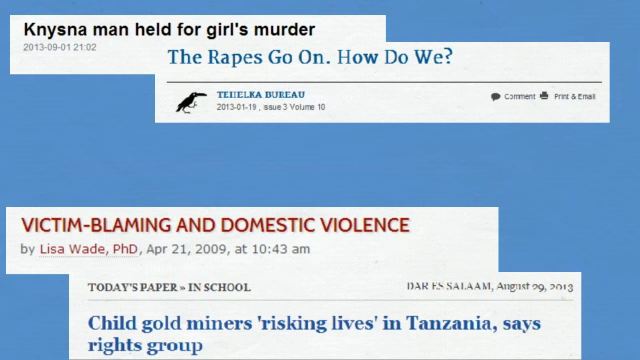 Knysna man held for girl's murder
2013-09-01 21:02
The Rapes Go On. How Do We?
TEHELKA BUREAU
2013-01-19 , Issue 3 Volume 10
Comment Print & Email
VICTIM-BLAMING AND DOMESTIC VIOLENCE
by Lisa Wade, PhD, Apr 21, 2009, at 10:43 am
TODAY'S PAPER » IN SCHOOL
DAR ES SALAAM, August 29, 2013
Child gold miners 'risking lives' in Tanzania, says
rights group